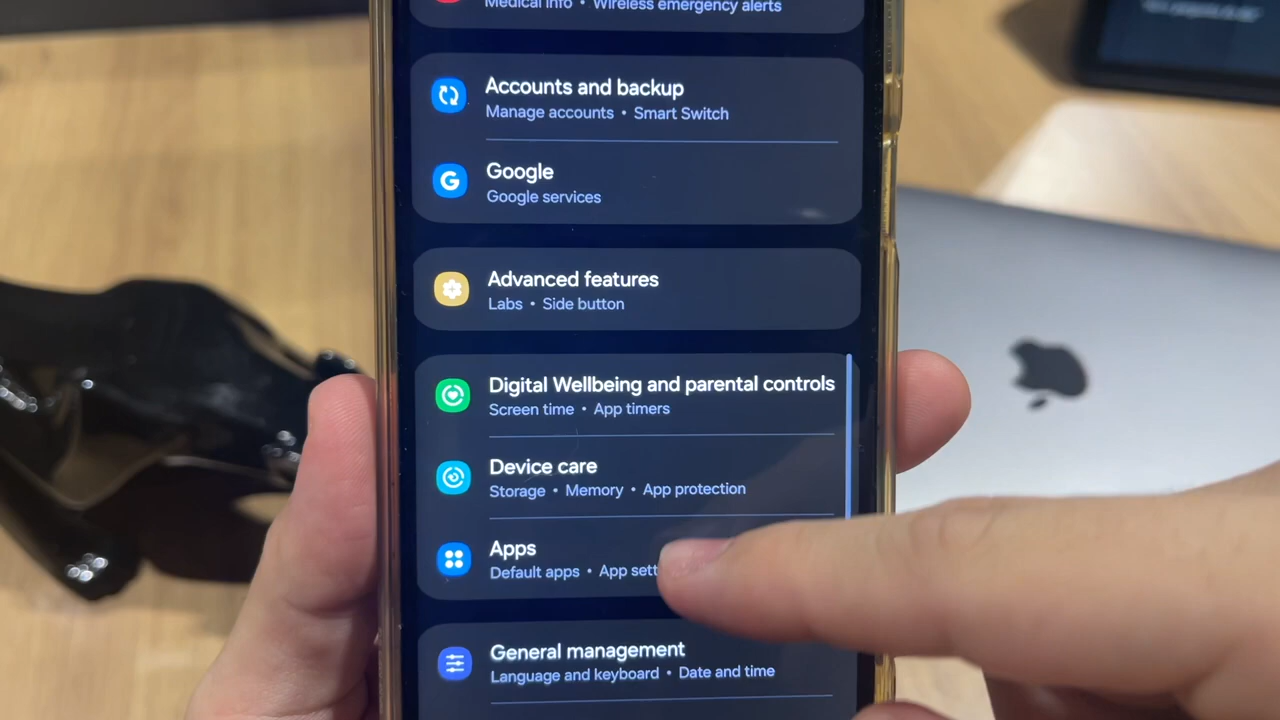 Medical info • Wireless emergency alerts
Accounts and backup
Manage accounts • Smart Switch
Google
Google services
Advanced features
Labs • Side button
Digital Wellbeing and parental controls
Screen time • App timers
Device care
Storage • Memory • App protection
Apps
Default apps • App sett
General management
Language and keyboard • Date and time